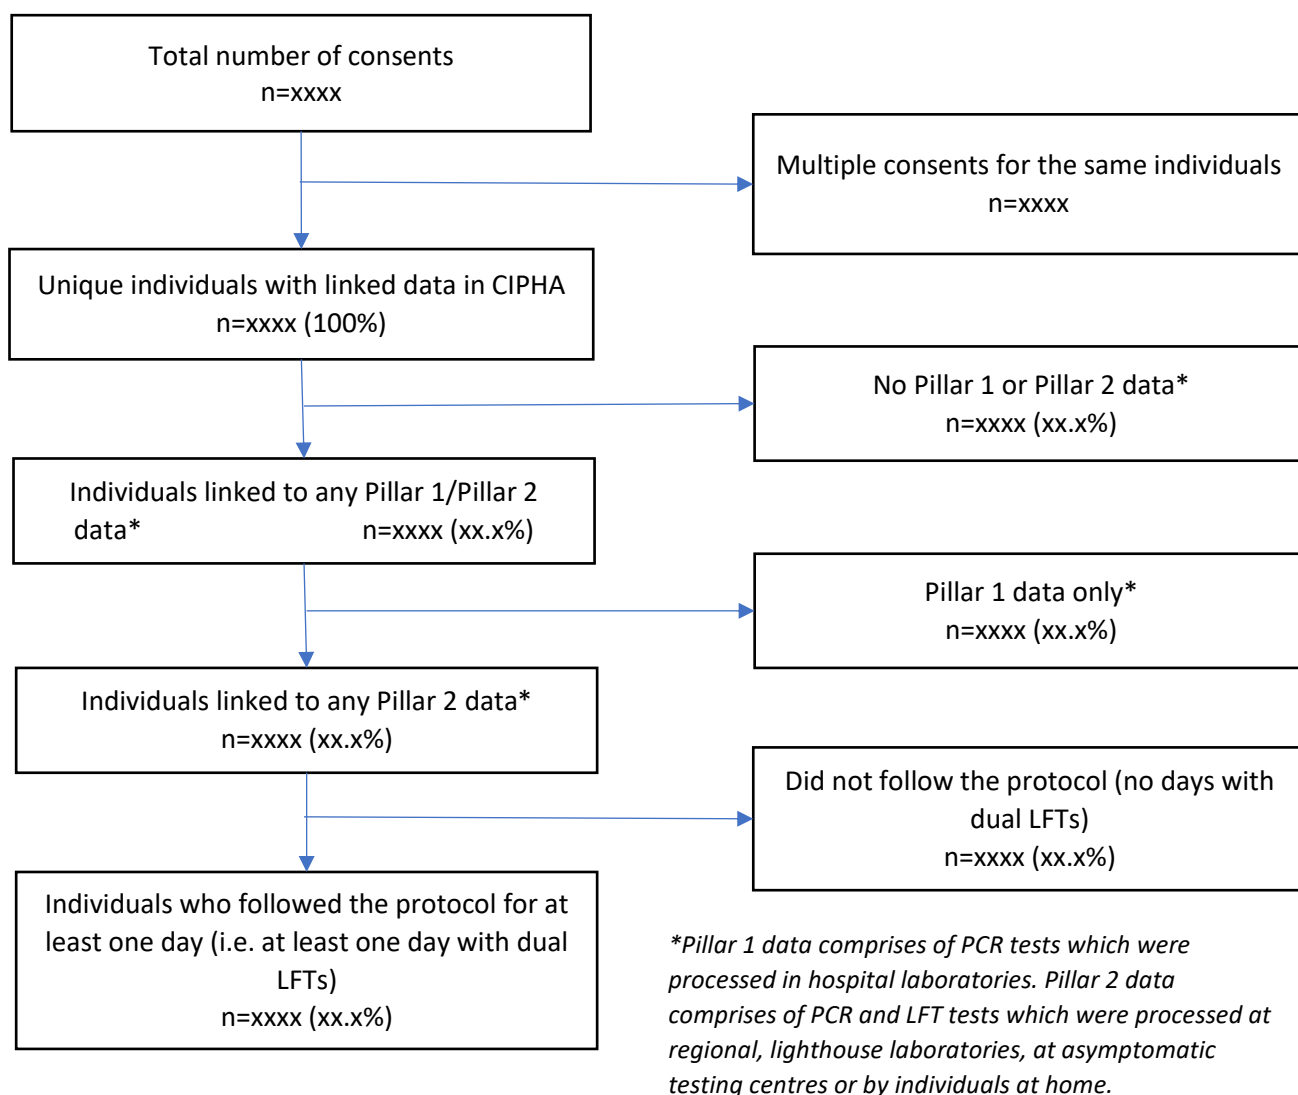 Total number of consents
n=xxxx
Multiple consents for the same individuals
n=xxxx
Unique individuals with linked data in CIPHA
n=xxxx (100%)
No Pillar 1 or Pillar 2 data*
n=xxxx (xx.x%)
Individuals linked to any Pillar 1/Pillar 2
data* n=xxxx (xx.x%)
Pillar 1 data only*
n=xxxx (xx.x%)
Individuals linked to any Pillar 2 data*
n=xxxx (xx.x%)
Did not follow the protocol (no days with
dual LFTs)
n=xxxx (xx.x%)
Individuals who followed the protocol for at
least one day (i.e. at least one day with dual
LFTs)
n=xxxx (xx.x%)
*Pillar 1 data comprises of PCR tests which were
processed in hospital laboratories. Pillar 2 data
comprises of PCR and LFT tests which were processed at
regional, lighthouse laboratories, at asymptomatic
testing centres or by individuals at home.